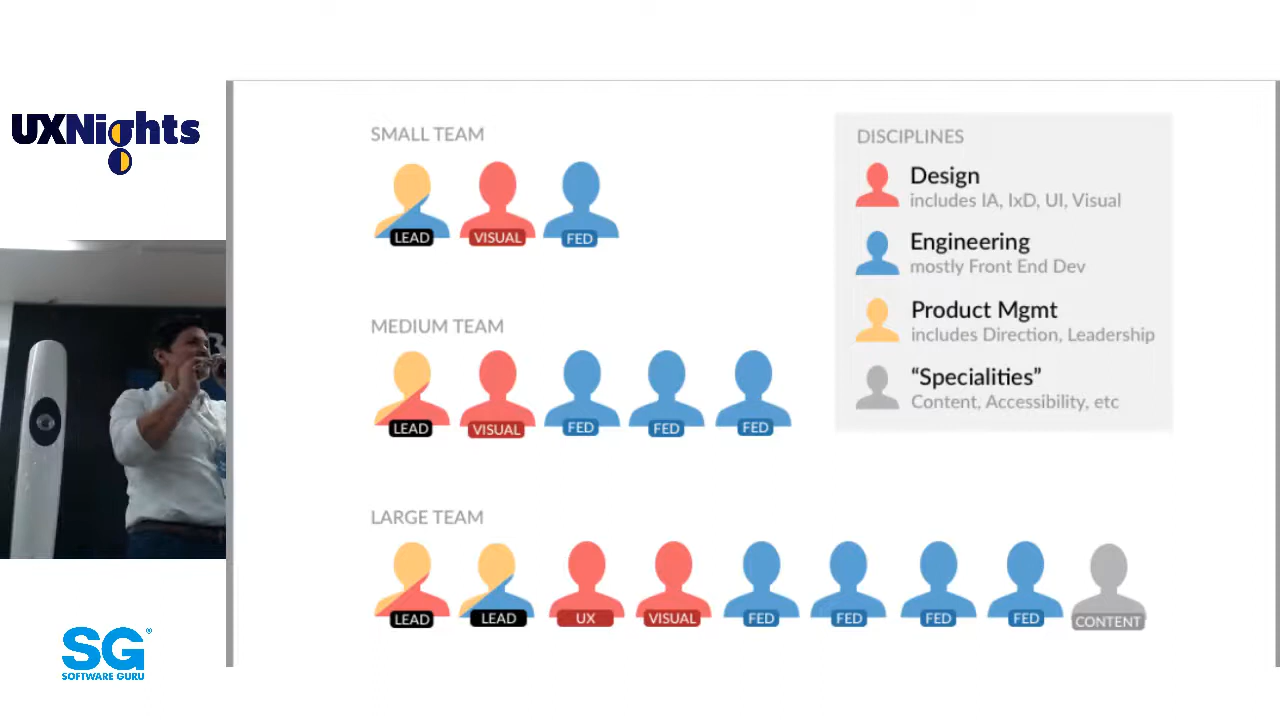 UXNights
SG
SOFTWARE GURU
SMALL TEAM
LEAD
VISUAL
FED
MEDIUM TEAM
LEAD
VISUAL
FED
FED
FED
LARGE TEAM
LEAD
LEAD
UX
VISUAL
FED
FED
FED
FED
CONTENT
DISCIPLINES
Design
includes IA, IxD, UI, Visual
Engineering
mostly Front End Dev
Product Mgmt
includes Direction, Leadership
“Specialities”
Content, Accessibility, etc